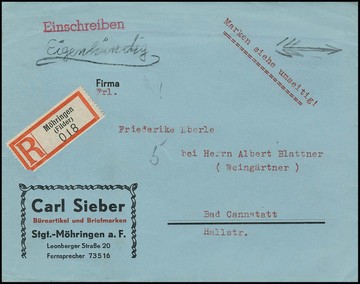 Einschreiben
Eigenhändig
Marken siehe umseitig!
Firma
Frl.
Friederike Eberle
bei Herrn Albert Blattner
( Weingärtner )
Bad Cannstatt
Hallstr.
R
Möhringen
(Filder)
018
5
Carl Sieber
Büroartikel und Briefmarken
Stgt.-Möhringen a. F.
Leonberger Straße 20
Fernsprecher 73516